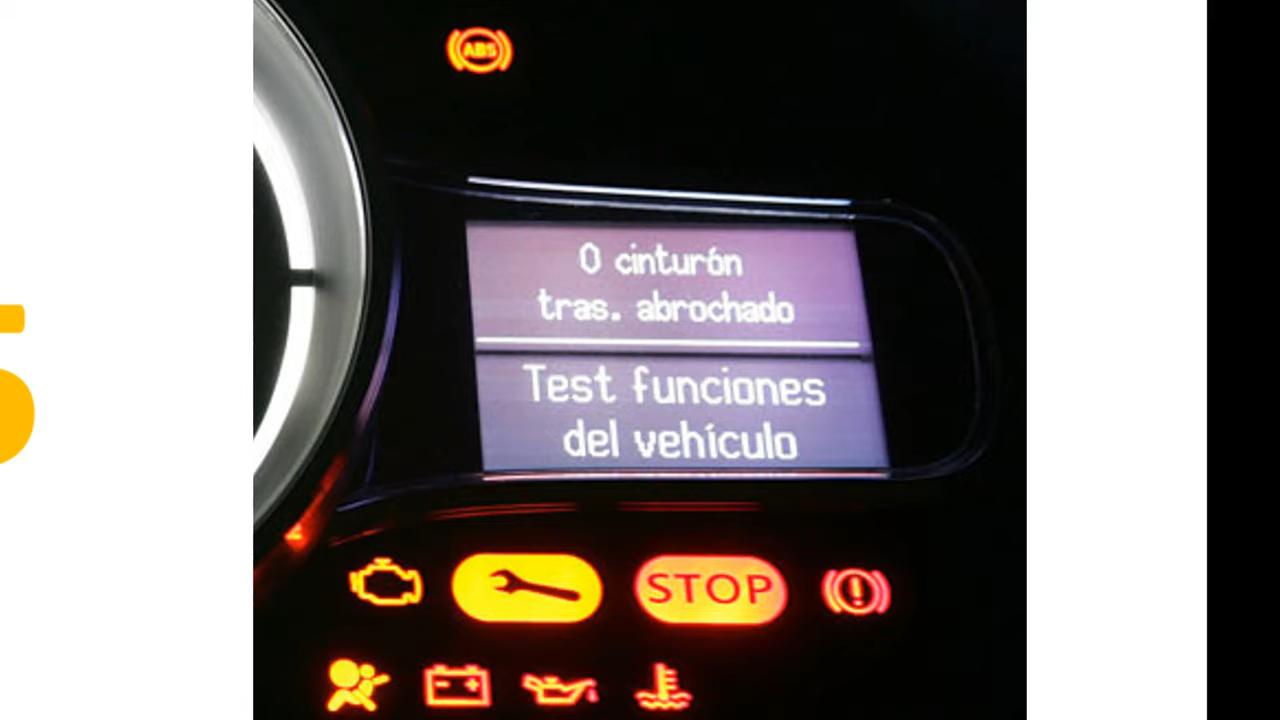 ABS
0 cinturón
tras. abrochado
Test funciones
del vehículo
STOP